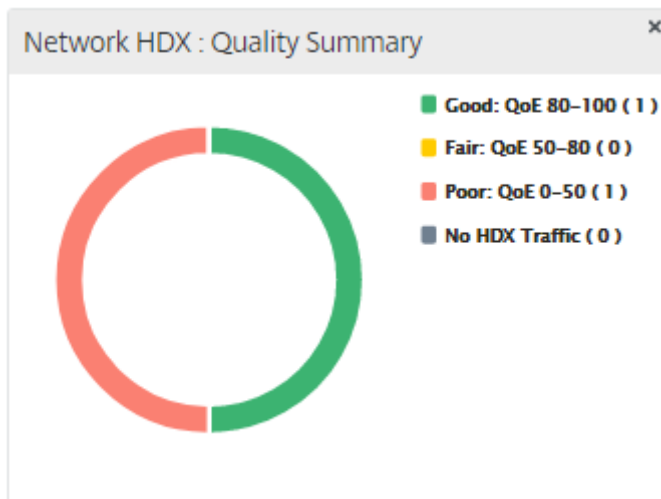 Network HDX : Quality Summary
Good: QoE 80-100 ( 1 )
Fair: QoE 50-80 ( 0 )
Poor: QoE 0-50 ( 1 )
No HDX Traffic ( 0 )